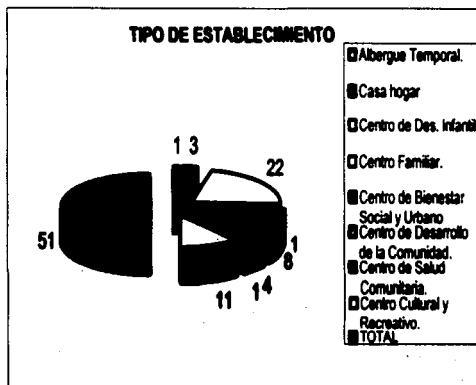 TIPO DE ESTABLECIMIENTO
1 3
22
51
1
8
14
11
Albergue Temporal.
Casa hogar
Centro de Des. Infantil
Centro Familiar.
Centro de Bienestar
Social y Urbano
Centro de Desarrollo
de la Comunidad.
Centro de Salud
Comunitaria.
Centro Cultural y
Recreativo.
TOTAL